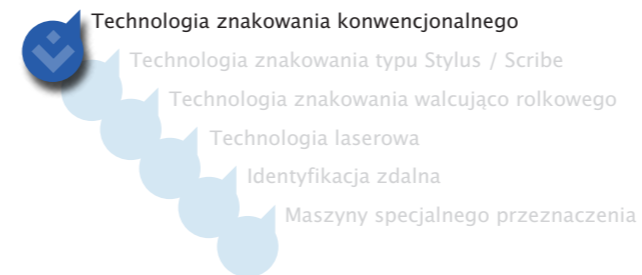 Technologia znakowania konwencjonalnego
Technologia znakowania typu Stylus / Scribe
Technologia znakowania walcująco rolkowego
Technologia laserowa
Identyfikacja zdalna
Maszyny specjalnego przeznaczenia